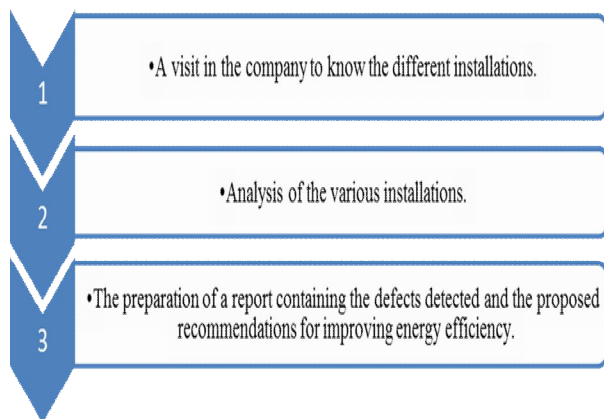 1
•A visit in the company to know the different installations.
2
•Analysis of the various installations.
3
•The preparation of a report containing the defects detected and the proposed
recommendations for improving energy efficiency.